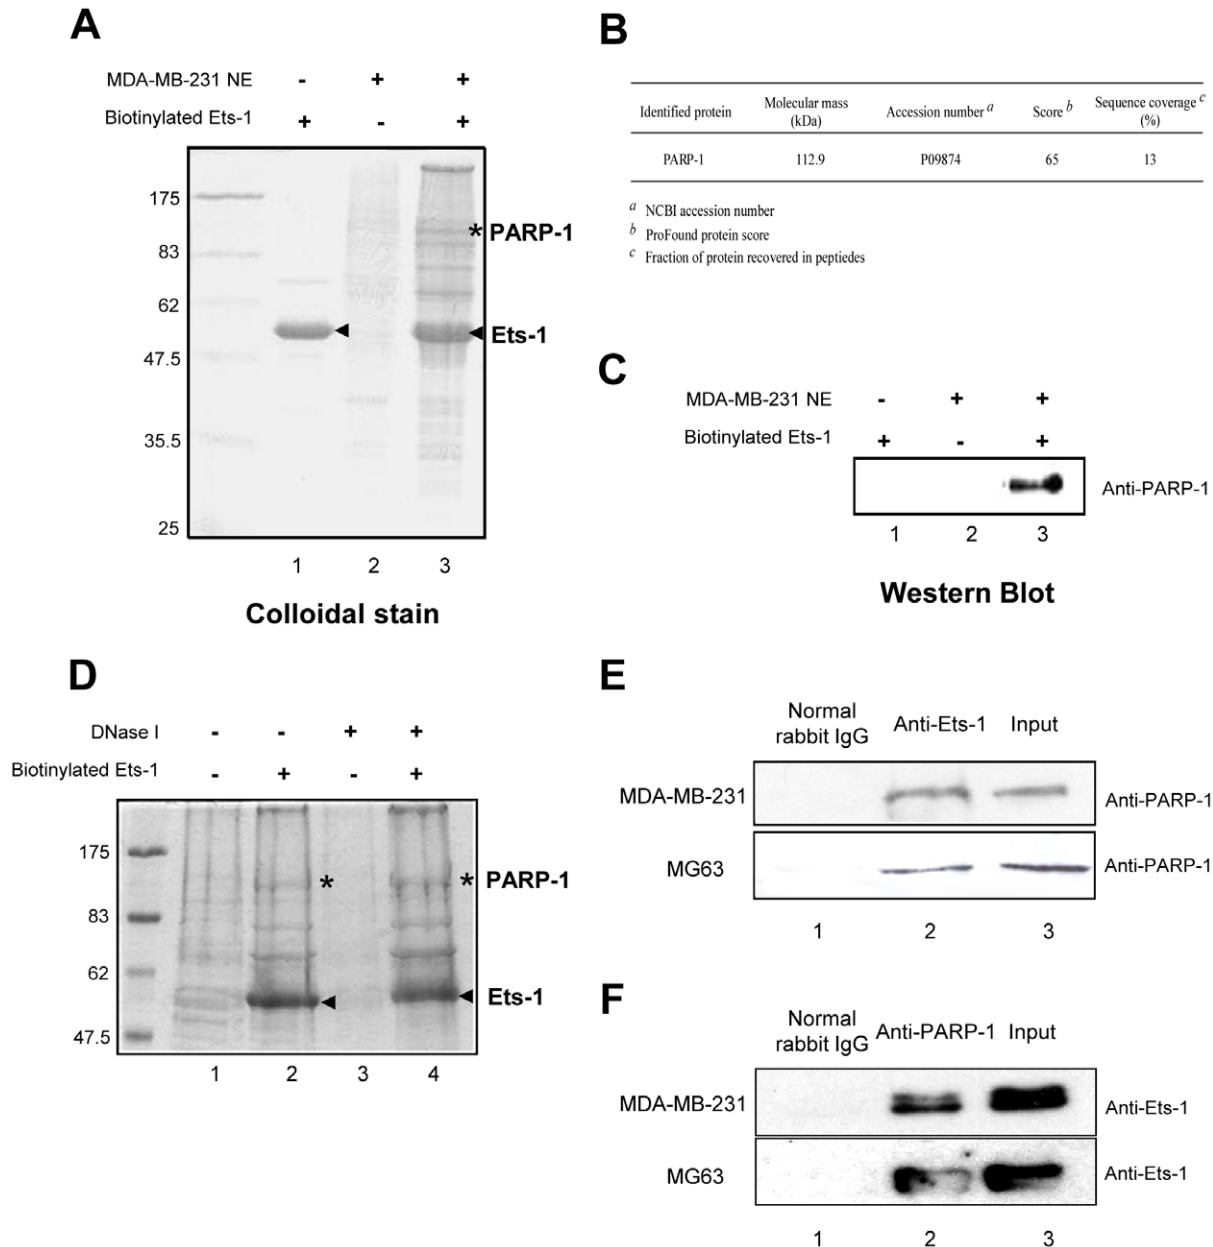 A
MDA-MB-231 NE - + +
Biotinylated Ets-1 + - +
175
* PARP-1
83
62
Ets-1
47.5
35.5
25
1 2 3
Colloidal stain
B
Identified protein Molecular mass (kDa) Accession number a Score b Sequence coverage c (%)
PARP-1 112.9 P09874 65 13
a NCBI accession number
b ProFound protein score
c Fraction of protein recovered in peptiedes
C
MDA-MB-231 NE - + +
Biotinylated Ets-1 + - +
Anti-PARP-1
1 2 3
Western Blot
D
DNase I - - + +
Biotinylated Ets-1 - + - +
175
* * PARP-1
83
62
Ets-1
47.5
1 2 3 4
E
Normal
rabbit IgG Anti-Ets-1 Input
MDA-MB-231 Anti-PARP-1
MG63 Anti-PARP-1
1 2 3
F
Normal
rabbit IgG Anti-PARP-1 Input
MDA-MB-231 Anti-Ets-1
MG63 Anti-Ets-1
1 2 3